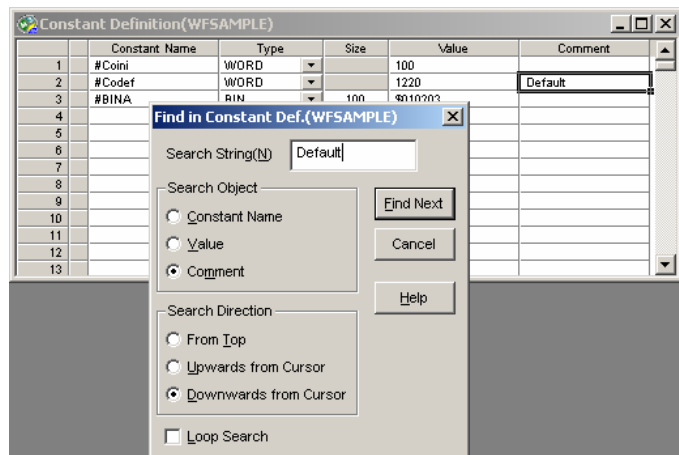 Constant Definition(WFSAMPLE)
Constant Name Type Size Value Comment
1 #Coini WORD 100
2 #Codef WORD 1220 Default
3 #BINA BIN 100 $010203
4
5
6
7
8
9
10
11
12
13
Find in Constant Def.(WFSAMPLE)
Search String(N) Default
Search Object
Constant Name
Value
Comment
Search Direction
From Top
Upwards from Cursor
Downwards from Cursor
Loop Search
Find Next
Cancel
Help